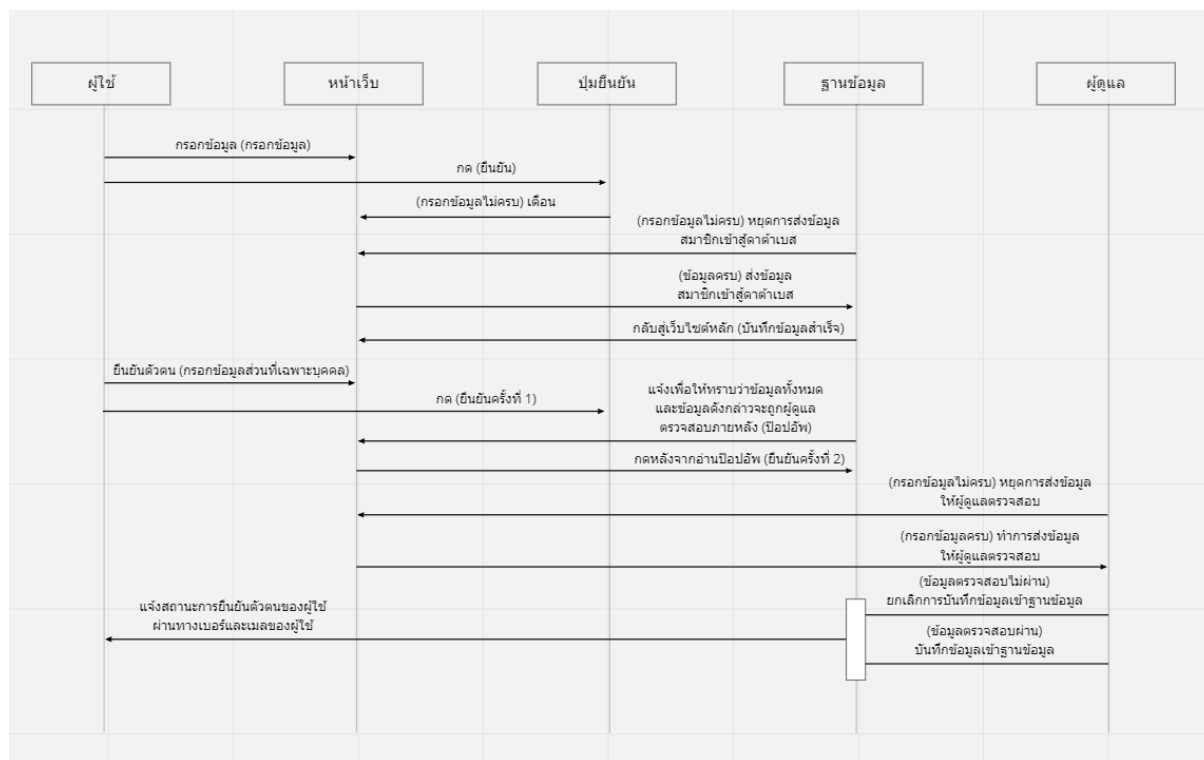 ผู้ใช้
หน้าเว็บ
ปุ่มยืนยัน
ฐานข้อมูล
ผู้ดูแล
กรอกข้อมูล (กรอกข้อมูล)
กด (ยืนยัน)
(กรอกข้อมูลไม่ครบ) เตือน
(กรอกข้อมูลไม่ครบ) หยุดการส่งข้อมูล
สมาชิกเข้าสู้ดาต้าเบส
(ข้อมูลครบ) ส่งข้อมูล
สมาชิกเข้าสู้ดาต้าเบส
กลับสู่เว็บไซต์หลัก (บันทึกข้อมูลสำเร็จ)
ยืนยันตัวตน (กรอกข้อมูลส่วนที่เฉพาะบุคคล)
กด (ยืนยันครั้งที่ 1)
แจ้งเพื่อให้ทราบว่าข้อมูลทั้งหมด
และข้อมูลดังกล่าวจะถูกผู้ดูแล
ตรวจสอบภายหลัง (ป๊อปอัพ)
กดหลังจากอ่านป๊อปอัพ (ยืนยันครั้งที่ 2)
(กรอกข้อมูลไม่ครบ) หยุดการส่งข้อมูล
ให้ผู้ดูแลตรวจสอบ
(กรอกข้อมูลครบ) ทำการส่งข้อมูล
ให้ผู้ดูแลตรวจสอบ
(ข้อมูลตรวจสอบไม่ผ่าน)
ยกเลิกการบันทึกข้อมูลเข้าฐานข้อมูล
แจ้งสถานะการยืนยันตัวตนของผู้ใช้
ผ่านทางเบอร์และเมลของผู้ใช้
(ข้อมูลตรวจสอบผ่าน)
บันทึกข้อมูลเข้าฐานข้อมูล